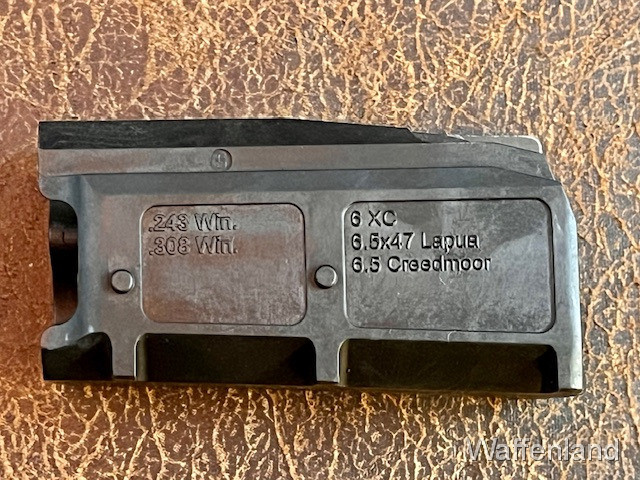 .243 Win.
.308 Win.
6 XC
6,5x47 Lapua
6,5 Creedmoor
Waffenland